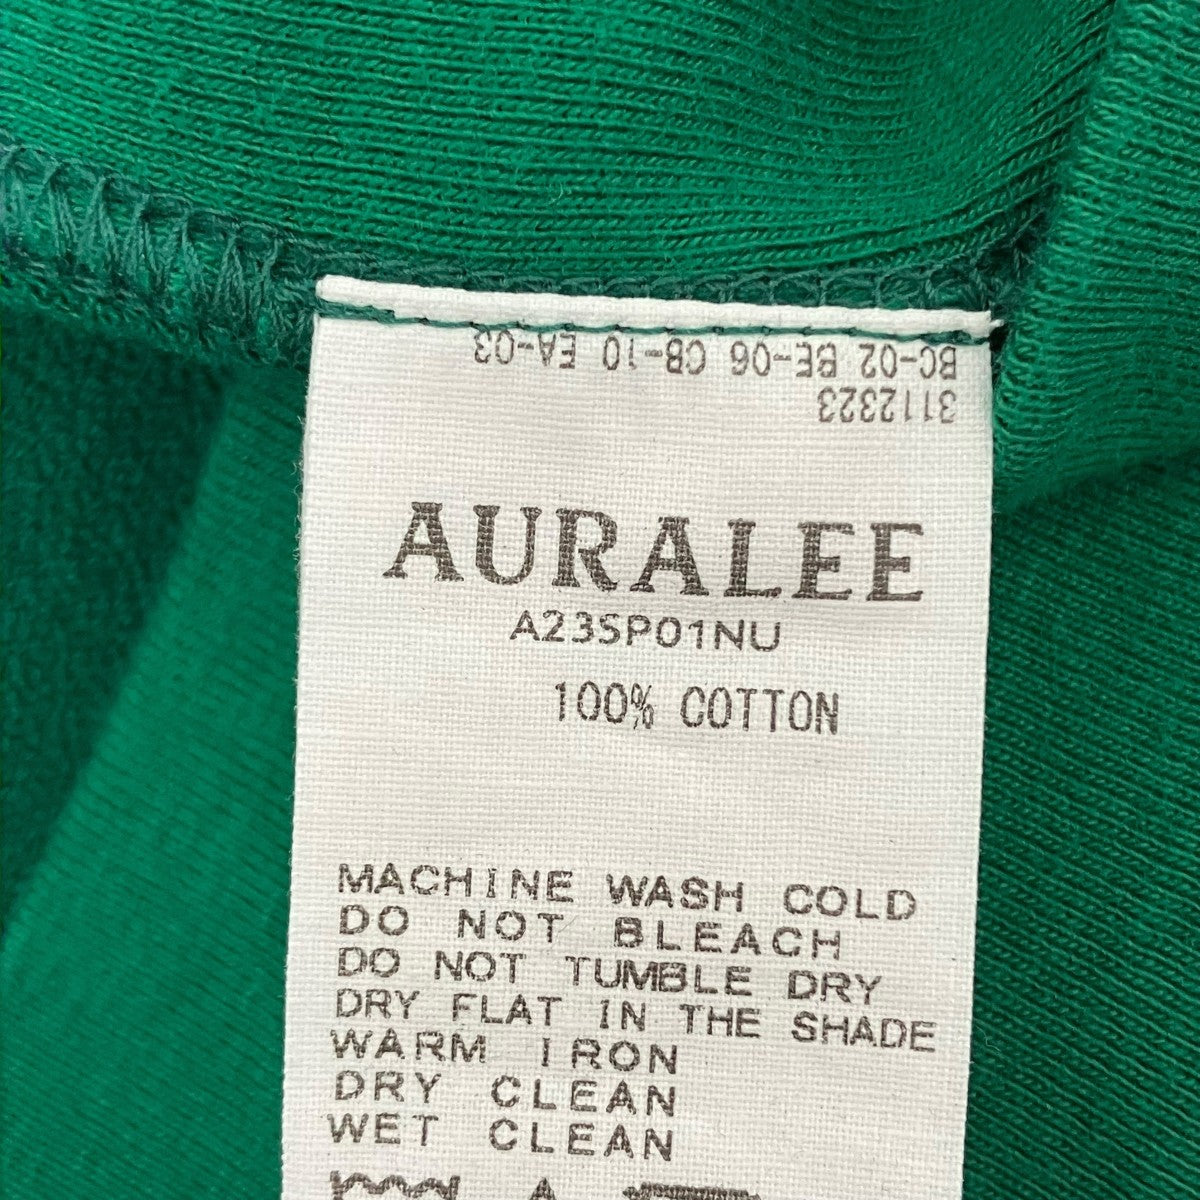 BC-02 BE-06 CB-10 EA-03
3112323
AURALEE
A23SP01NU
100% COTTON
MACHINE WASH COLD
DO NOT BLEACH
DO NOT TUMBLE DRY
DRY FLAT IN THE SHADE
WARM IRON
DRY CLEAN
WET CLEAN